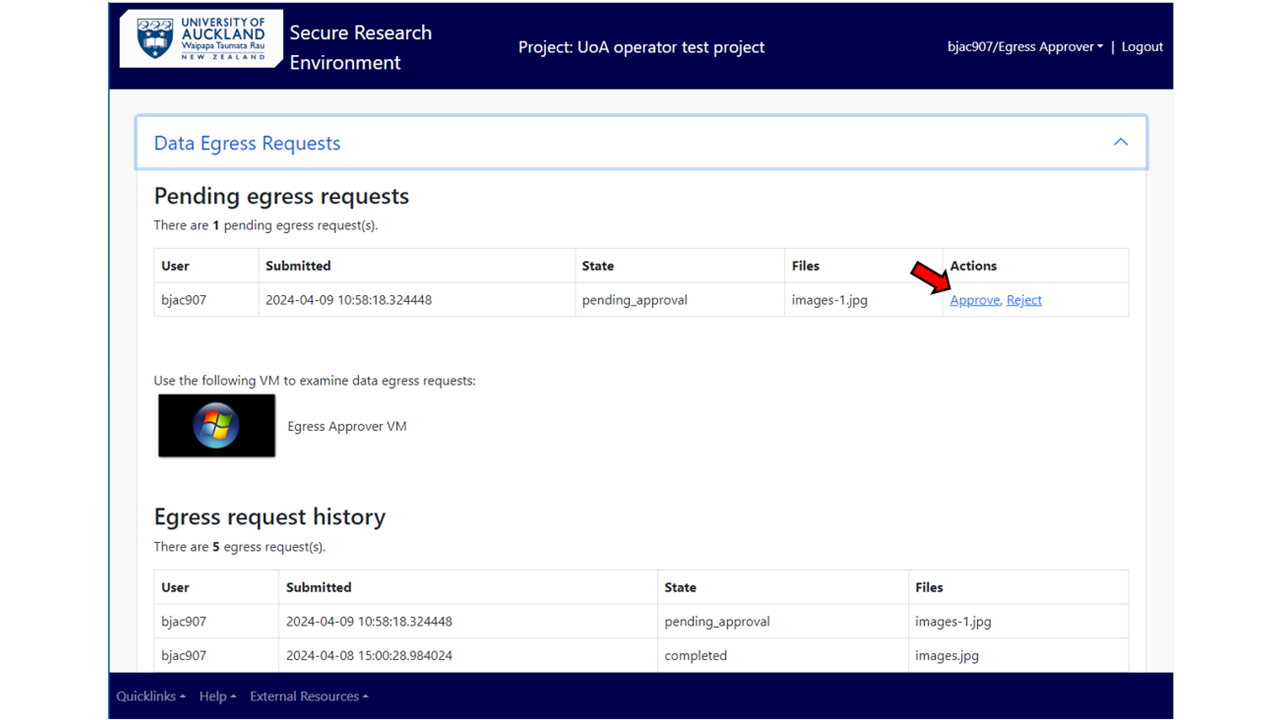 UNIVERSITY OF
AUCKLAND
Waipapa Taumata Rau
NEW ZEALAND
Secure Research
Environment
Project: UoA operator test project
bjac907/Egress Approver | Logout
Data Egress Requests
Pending egress requests
There are 1 pending egress request(s).
User Submitted State Files Actions
bjac907 2024-04-09 10:58:18.324448 pending_approval images-1.jpg Approve, Reject
Use the following VM to examine data egress requests:
Egress Approver VM
Egress request history
There are 5 egress request(s).
User Submitted State Files
bjac907 2024-04-09 10:58:18.324448 pending_approval images-1.jpg
bjac907 2024-04-08 15:00:28.984024 completed images.jpg
Quicklinks Help External Resources